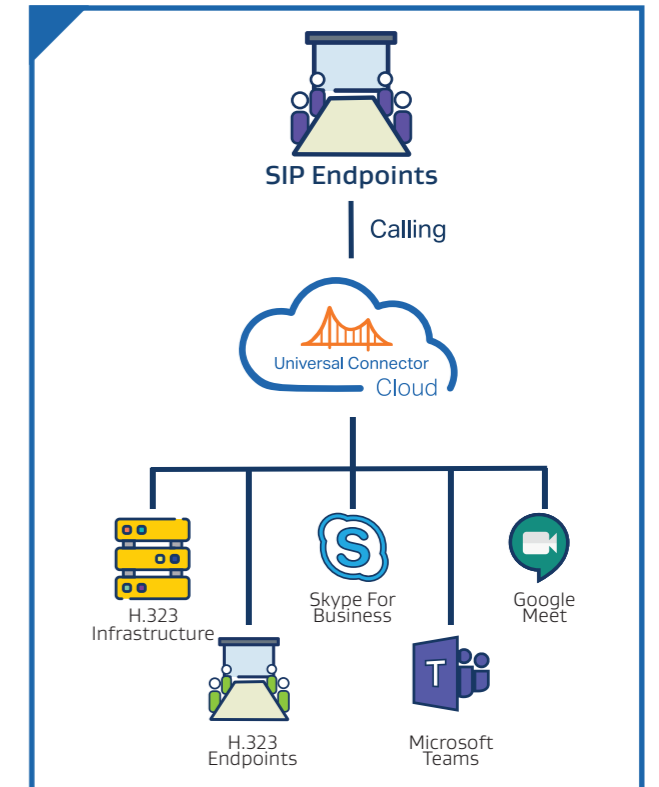 SIP Endpoints
Calling
Universal Connector
Cloud
S
H.323
Infrastructure
Skype For
Business
Google
Meet
T
H.323
Endpoints
Microsoft
Teams